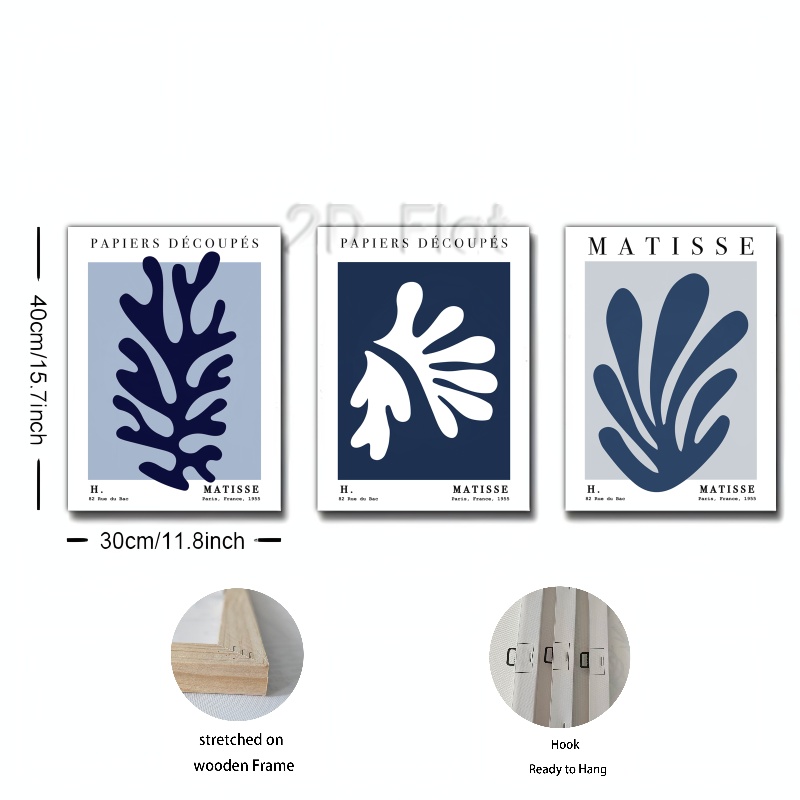 2P Flat
PAPIERS DÉCOUPÉS
PAPIERS DÉCOUPÉS
MATISSE
40cm/15.7inch
H. MATISSE
82 Rue du Bac Paris, France, 1955
H. MATISSE
82 Rue du Bac Paris, France, 1955
H. MATISSE
82 Rue du Bac Paris, France, 1955
30cm/11.8inch
stretched on
wooden Frame
Hook
Ready to Hang